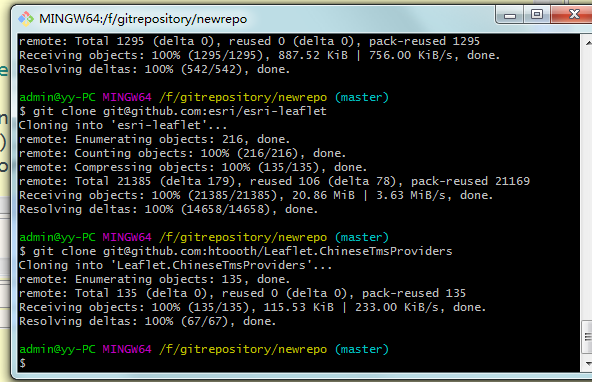 MINGW64:/f/gitrepository/newrepo
remote: Total 1295 (delta 0), reused 0 (delta 0), pack-reused 1295
Receiving objects: 100% (1295/1295), 887.52 KiB | 756.00 KiB/s, done.
Resolving deltas: 100% (542/542), done.
admin@yy-PC MINGW64 /f/gitrepository/newrepo (master)
$ git clone git@github.com:esri/esri-leaflet
Cloning into 'esri-leaflet'...
remote: Enumerating objects: 216, done.
remote: Counting objects: 100% (216/216), done.
remote: Compressing objects: 100% (135/135), done.
remote: Total 21385 (delta 179), reused 106 (delta 78), pack-reused 21169
Receiving objects: 100% (21385/21385), 20.86 MiB | 3.63 MiB/s, done.
Resolving deltas: 100% (14658/14658), done.
admin@yy-PC MINGW64 /f/gitrepository/newrepo (master)
$ git clone git@github.com:htoooth/Leaflet.ChineseTmsProviders
Cloning into 'Leaflet.ChineseTmsProviders'...
remote: Enumerating objects: 135, done.
remote: Total 135 (delta 0), reused 0 (delta 0), pack-reused 135
Receiving objects: 100% (135/135), 115.53 KiB | 233.00 KiB/s, done.
Resolving deltas: 100% (67/67), done.
admin@yy-PC MINGW64 /f/gitrepository/newrepo (master)
$